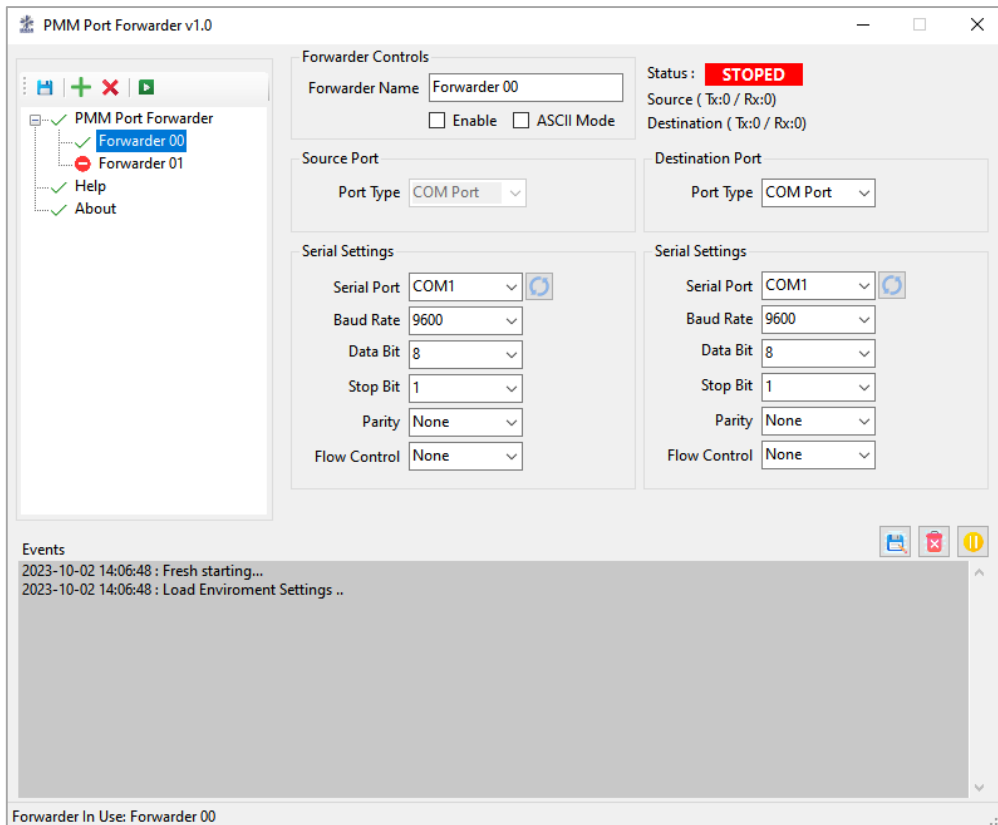 PMM Port Forwarder v1.0
PMM Port Forwarder
Forwarder 00
Forwarder 01
Help
About
Forwarder Controls
Forwarder Name Forwarder 00
Enable ASCII Mode
Status : STOPED
Source ( Tx:0 / Rx:0)
Destination ( Tx:0 / Rx:0)
Source Port
Port Type COM Port
Destination Port
Port Type COM Port
Serial Settings
Serial Port COM1
Baud Rate 9600
Data Bit 8
Stop Bit 1
Parity None
Flow Control None
Serial Settings
Serial Port COM1
Baud Rate 9600
Data Bit 8
Stop Bit 1
Parity None
Flow Control None
Events
2023-10-02 14:06:48 : Fresh starting...
2023-10-02 14:06:48 : Load Enviroment Settings ..
Forwarder In Use: Forwarder 00